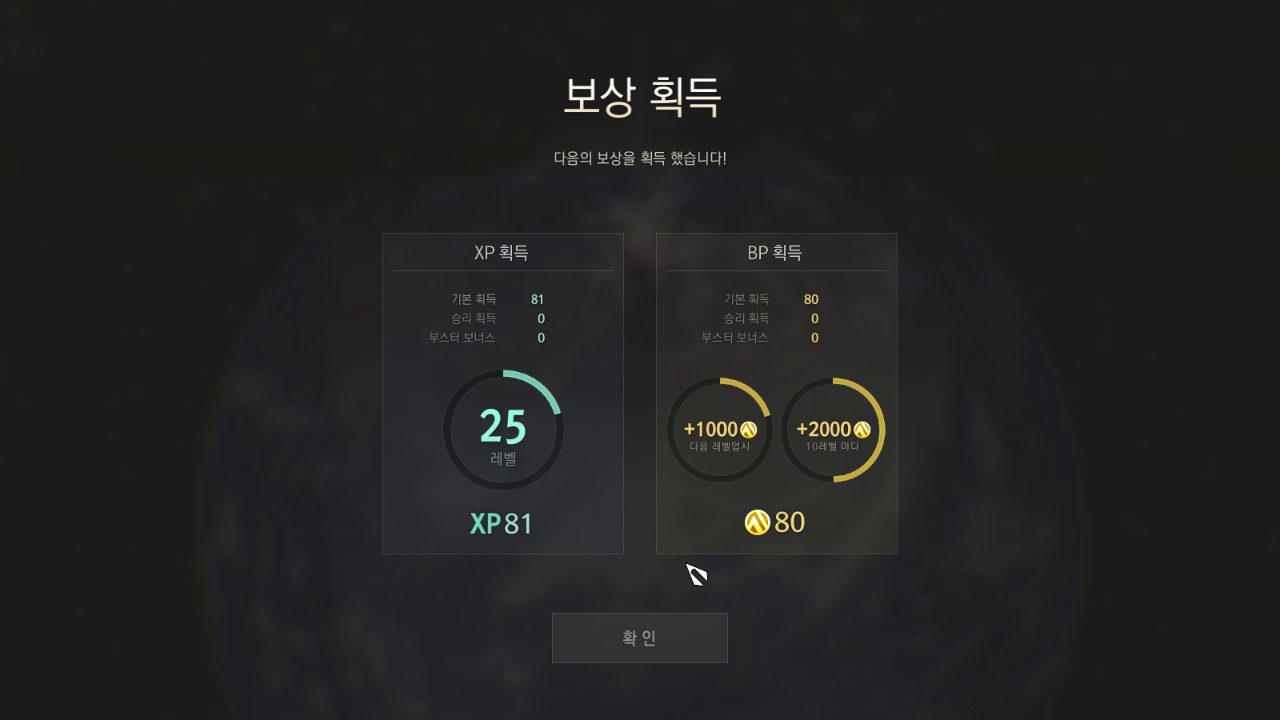 보상 획득
다음의 보상을 획득 했습니다!
XP 획득
기본 획득 81
승리 획득 0
부스터 보너스 0
25
레벨
XP 81
BP 획득
기본 획득 80
승리 획득 0
부스터 보너스 0
+1000
다음 레벨업시
+2000
10레벨 마다
80
확 인